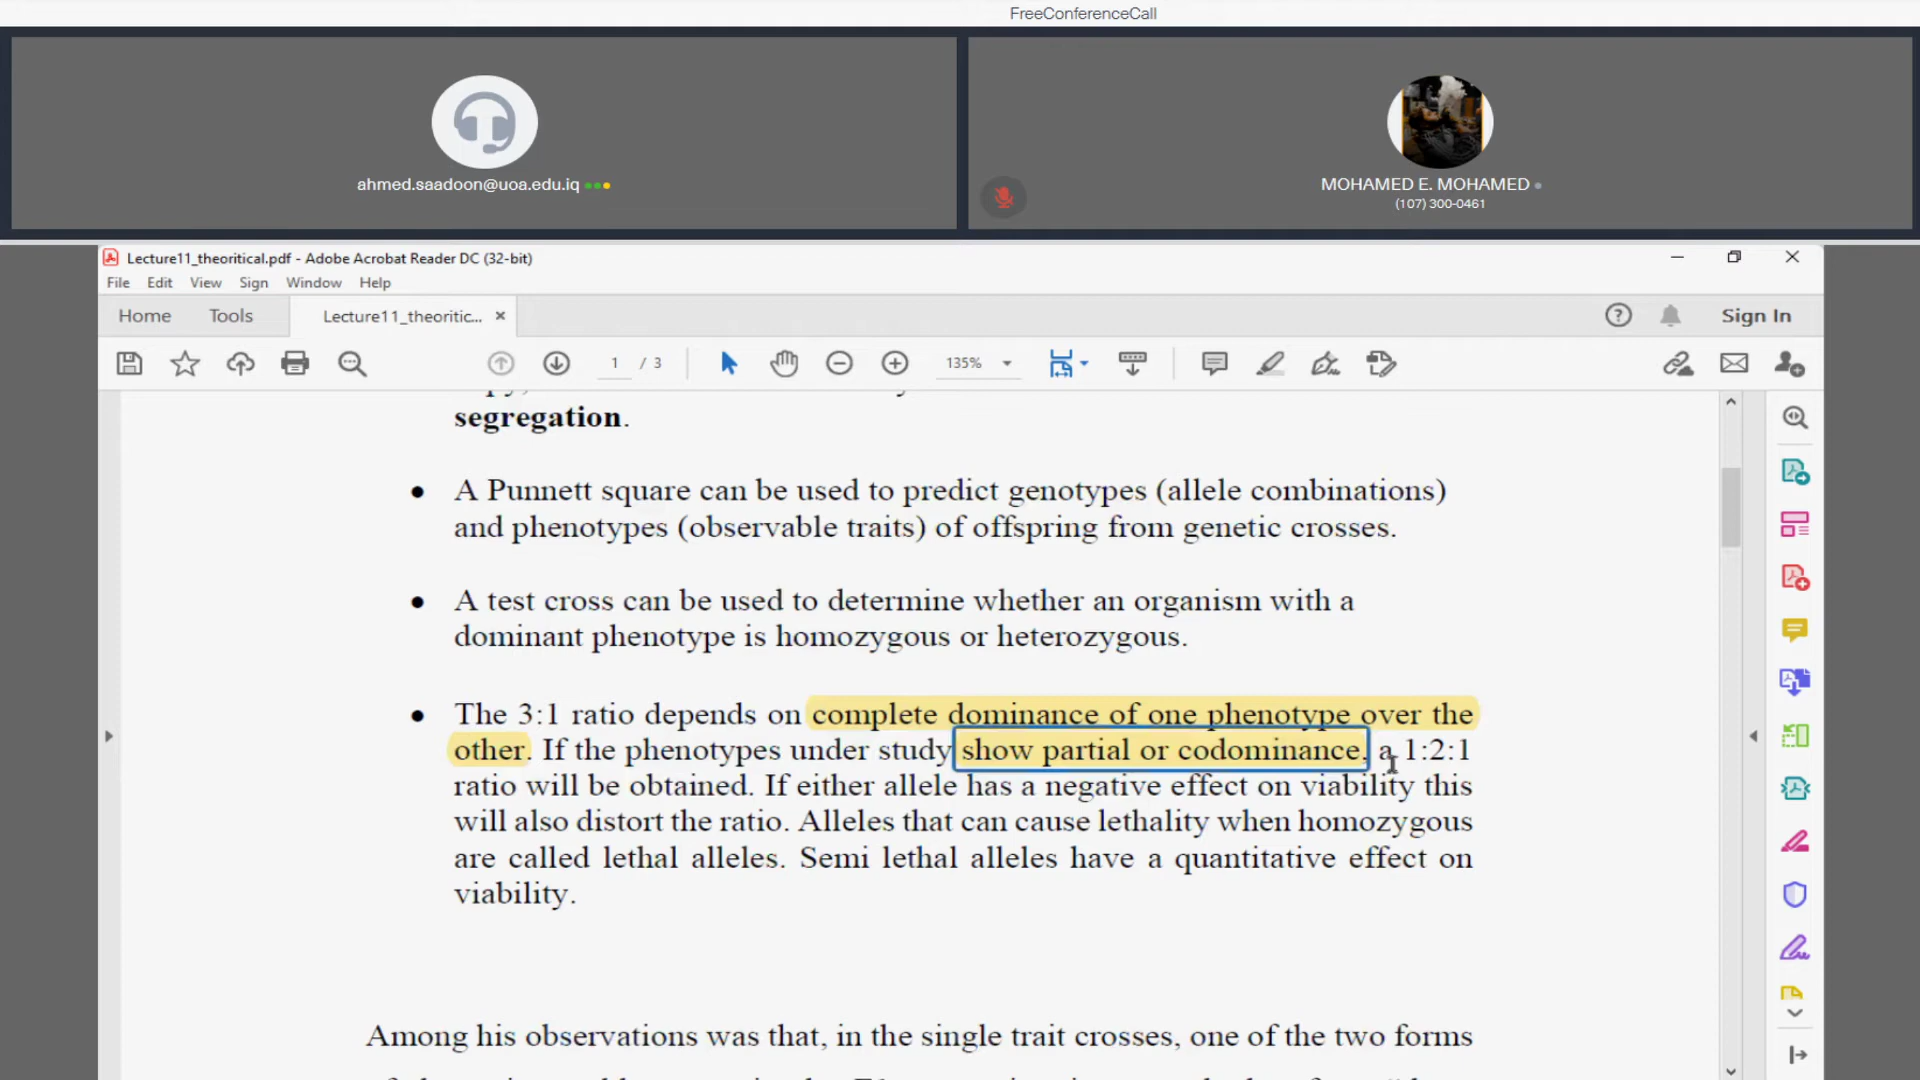 FreeConferenceCall
ahmed.saadoon@uoa.edu.iq
MOHAMED E. MOHAMED
(107) 300-0461
Lecture11_theoritical.pdf - Adobe Acrobat Reader DC (32-bit)
File Edit View Sign Window Help
Home Tools Lecture11_theoritic... Sign In
1 / 3 135%
segregation.
• A Punnett square can be used to predict genotypes (allele combinations)
and phenotypes (observable traits) of offspring from genetic crosses.
• A test cross can be used to determine whether an organism with a
dominant phenotype is homozygous or heterozygous.
• The 3:1 ratio depends on complete dominance of one phenotype over the
other. If the phenotypes under study show partial or codominance, a 1:2:1
ratio will be obtained. If either allele has a negative effect on viability this
will also distort the ratio. Alleles that can cause lethality when homozygous
are called lethal alleles. Semi lethal alleles have a quantitative effect on
viability.
Among his observations was that, in the single trait crosses, one of the two forms